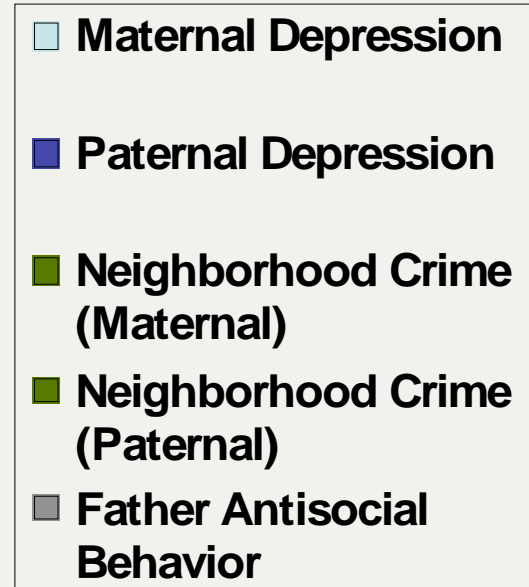 Maternal Depression
Paternal Depression
Neighborhood Crime
(Maternal)
Neighborhood Crime
(Paternal)
Father Antisocial
Behavior